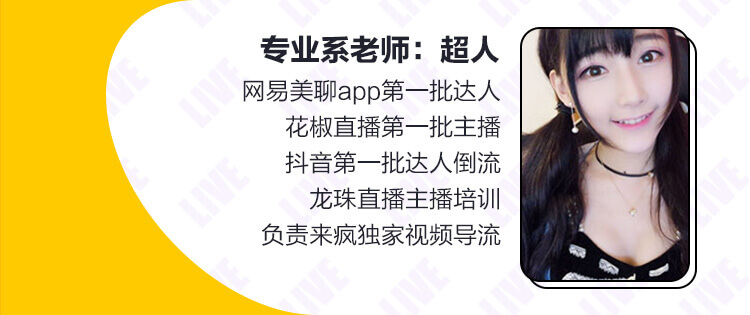 专业系老师：超人
网易美聊app第一批达人
花椒直播第一批主播
抖音第一批达人倒流
龙珠直播主播培训
负责来疯独家视频导流
LIVE